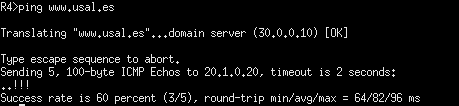 R4>ping www.usal.es
Translating "www.usal.es"...domain server (30.0.0.10) [OK]
Type escape sequence to abort.
Sending 5, 100-byte ICMP Echos to 20.1.0.20, timeout is 2 seconds:
..!!!
Success rate is 60 percent (3/5), round-trip min/avg/max = 64/82/96 ms